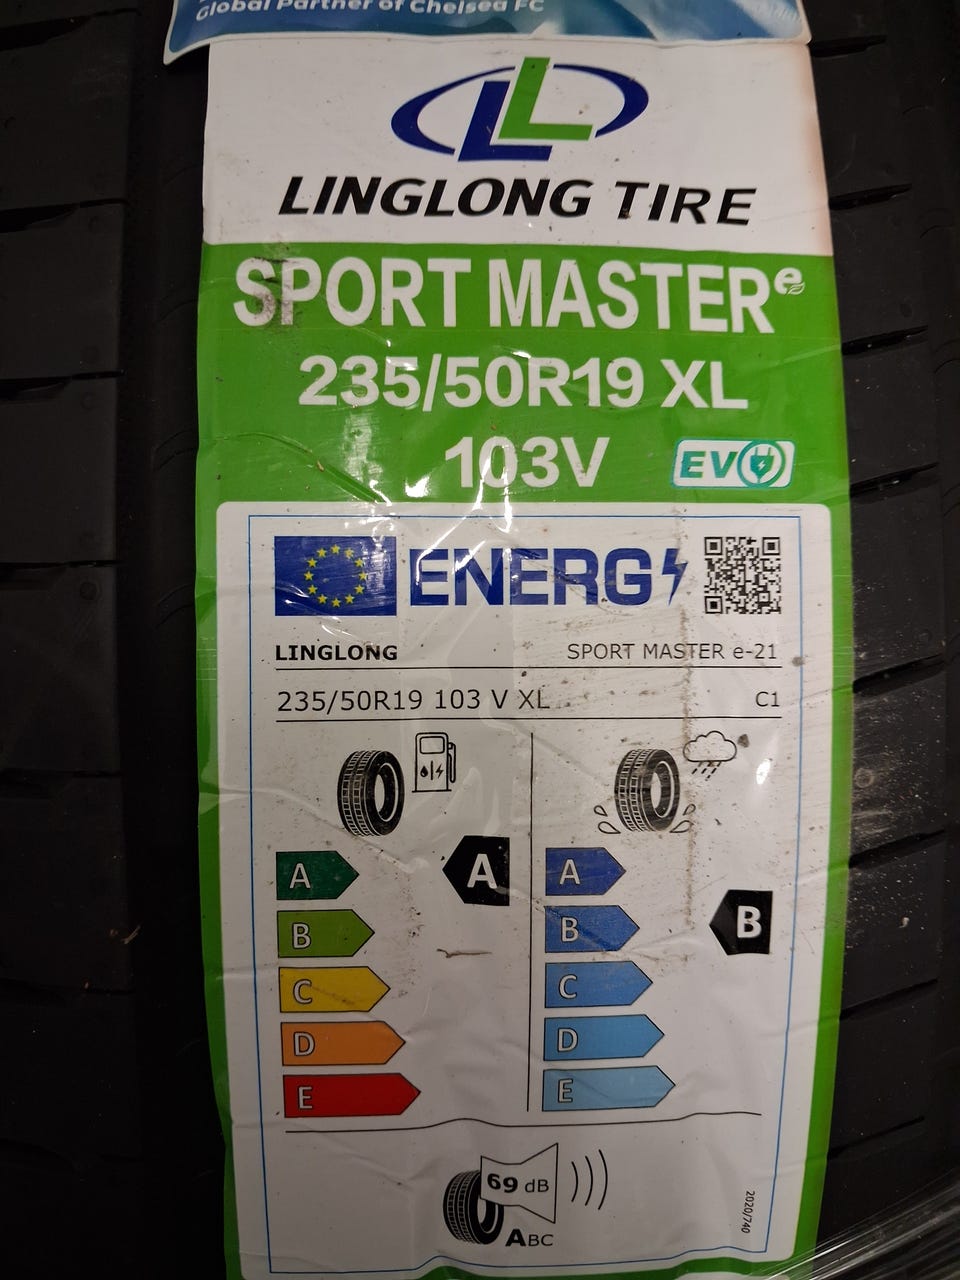 Global Partner of Chelsea FC
LINGLONG TIRE
SPORT MASTERe
235/50R19 XL
103V
EV
ENERG
LINGLONG SPORT MASTER e-21
235/50R19 103 V XL C1
A A A
B B B
C C
D D
E E
69 dB
ABC
2020/740